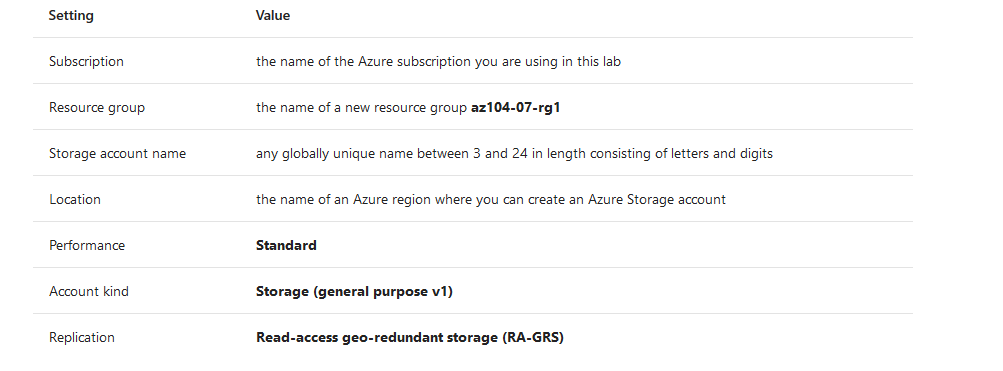 Setting Value
Subscription the name of the Azure subscription you are using in this lab
Resource group the name of a new resource group az104-07-rg1
Storage account name any globally unique name between 3 and 24 in length consisting of letters and digits
Location the name of an Azure region where you can create an Azure Storage account
Performance Standard
Account kind Storage (general purpose v1)
Replication Read-access geo-redundant storage (RA-GRS)